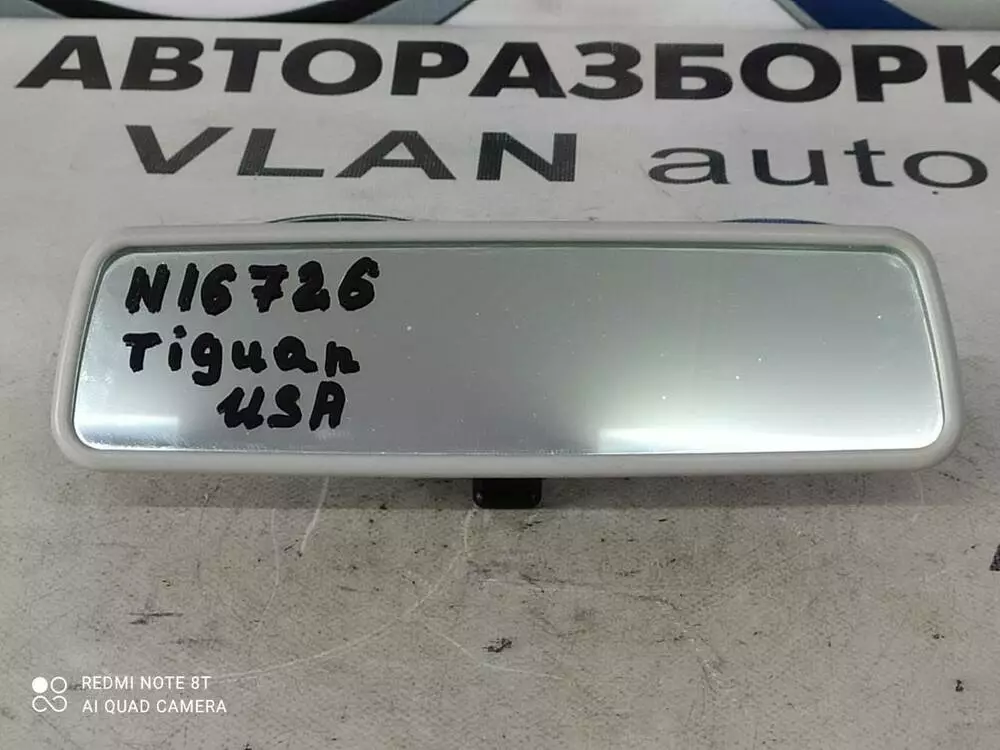 АВТОРАЗБОРК
VLAN auto
N16726
Tiguan
USA
REDMI NOTE 8T
AI QUAD CAMERA